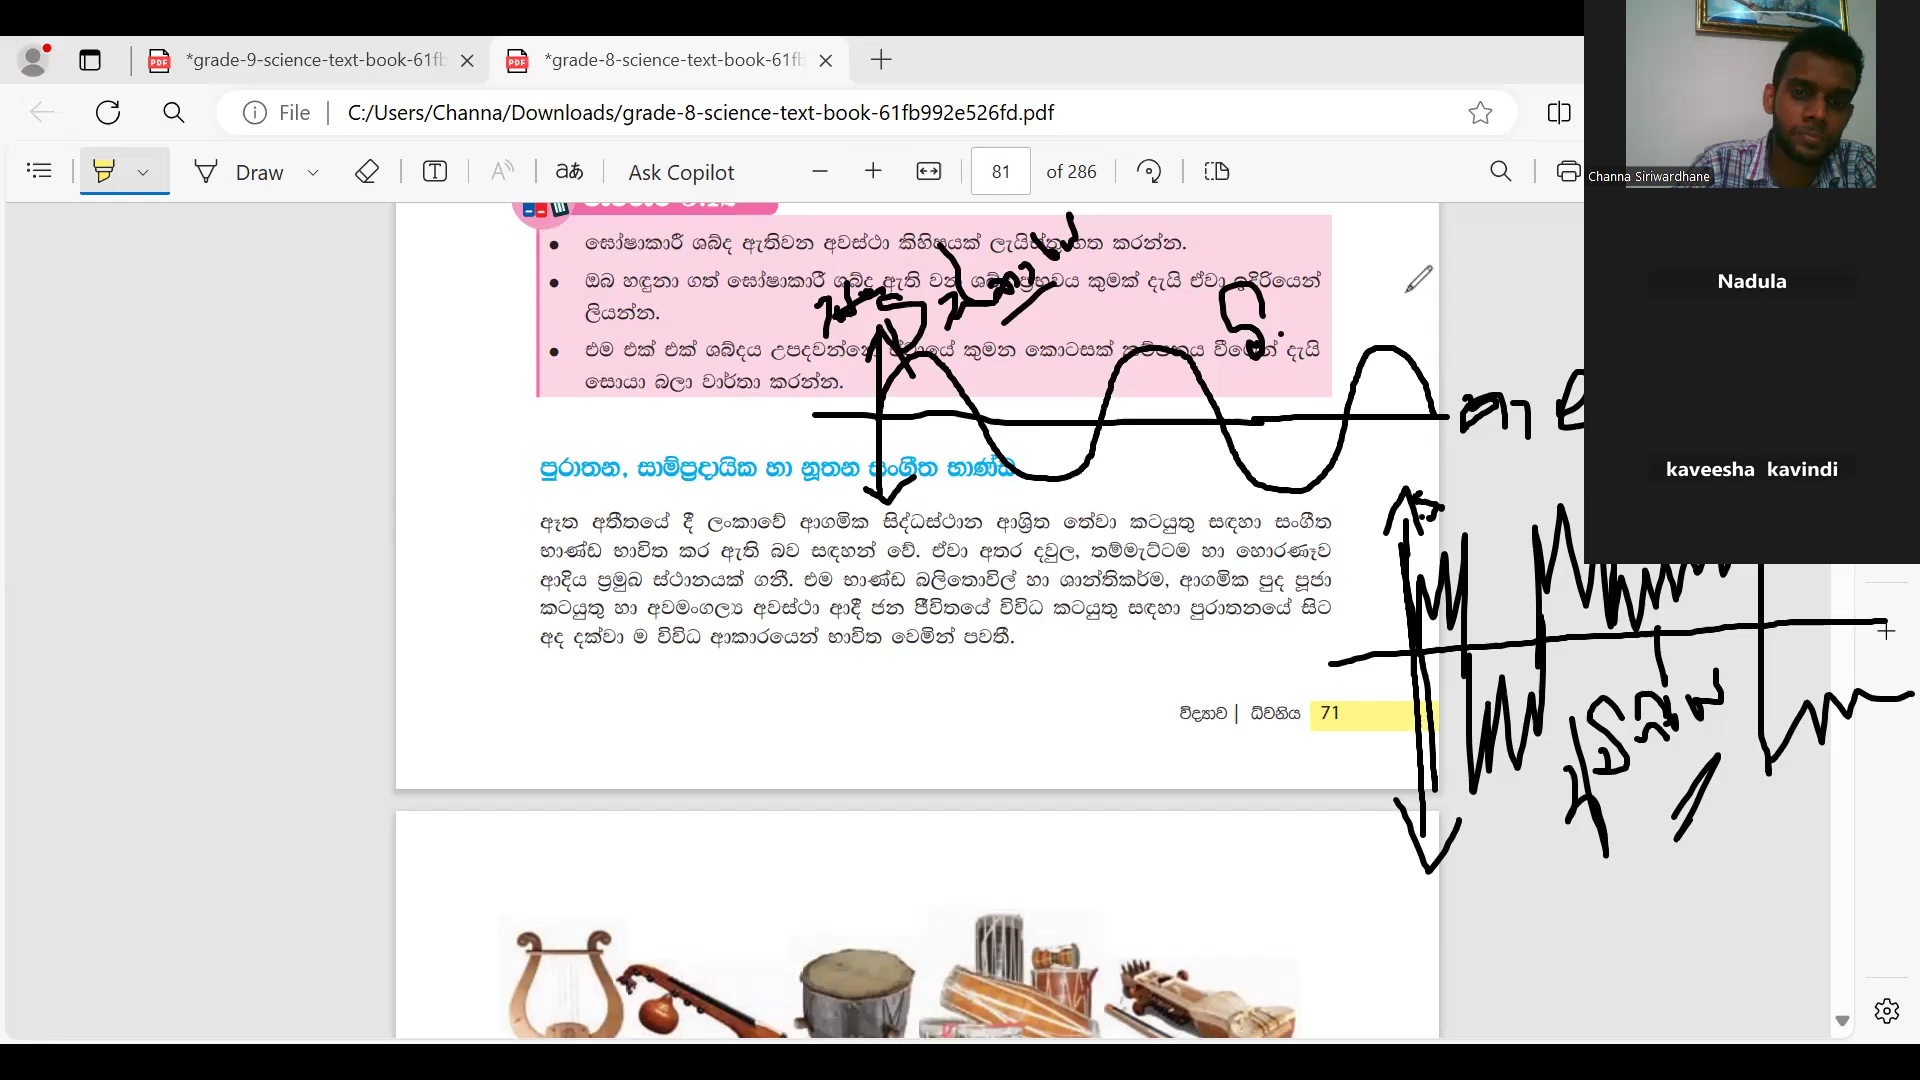 *grade-9-science-text-book-61fb
*grade-8-science-text-book-61fb
File
C:/Users/Channa/Downloads/grade-8-science-text-book-61fb992e526fd.pdf
Draw
Ask Copilot
81 of 286
Channa Siriwardhane
Nadula
kaveesha kavindi
• ඝෝෂාකාරී ශබ්ද ඇතිවන අවස්ථා කිහිපයක් ලැයිස්තු ගත කරන්න.
• ඔබ හඳුනා ගත් ඝෝෂාකාරී ශබ්ද ඇති වන ප්‍රභවය කුමක් දැයි ඒවා ඉදිරියෙන්
ලියන්න.
• එම එක් එක් ශබ්දය උපදවන්නේ කුමන කොටසක් කම්පනය වීමෙන් දැයි
සොයා බලා වාර්තා කරන්න.
පුරාතන, සාම්ප්‍රදායික හා නූතන සංගීත භාණ්ඩ
ඈත අතීතයේ දී ලංකාවේ ආගමික සිද්ධස්ථාන ආශ්‍රිත තේවා කටයුතු සඳහා සංගීත
භාණ්ඩ භාවිත කර ඇති බව සඳහන් වේ. ඒවා අතර දවුල, තම්මැට්ටම හා හොරණෑව
ආදිය ප්‍රමුඛ ස්ථානයක් ගනී. එම භාණ්ඩ බලිතොවිල් හා ශාන්තිකර්ම, ආගමික පුද පූජා
කටයුතු හා අවමංගල්‍ය අවස්ථා ආදී ජන ජීවිතයේ විවිධ කටයුතු සඳහා පුරාතනයේ සිට
අද දක්වා ම විවිධ ආකාරයෙන් භාවිත වෙමින් පවතී.
විද්‍යාව | ධ්වනිය 71